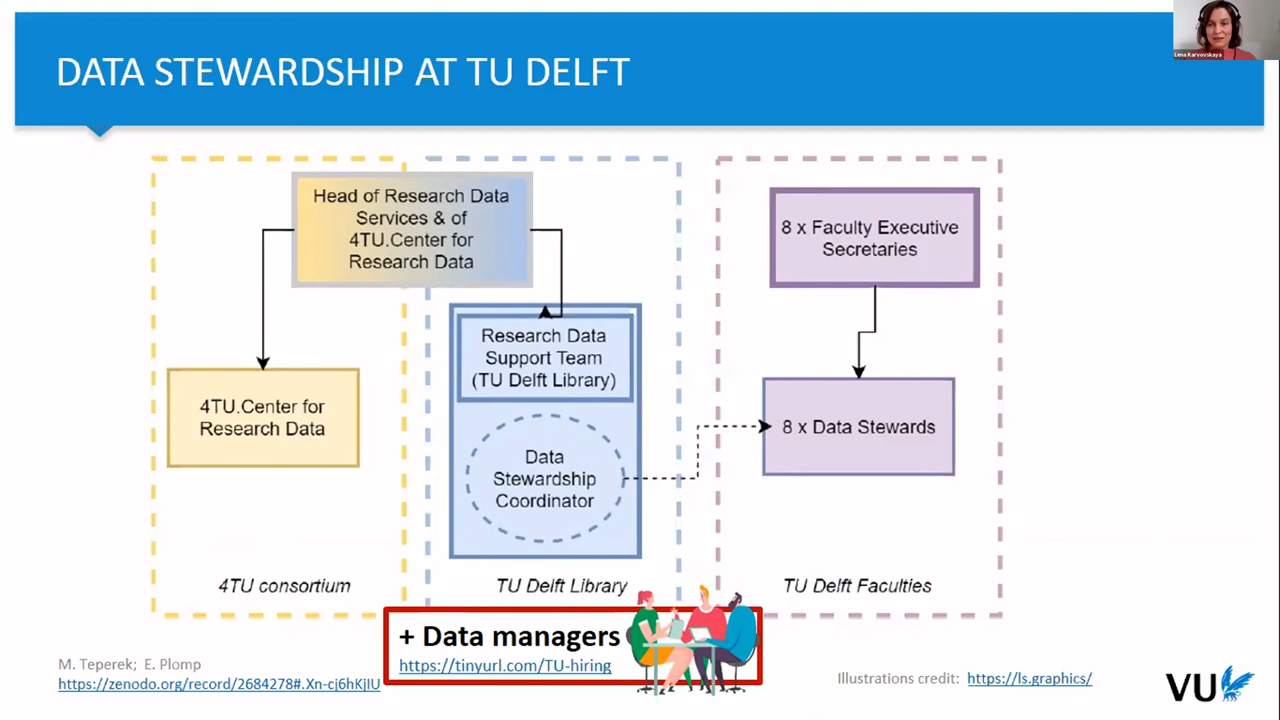 DATA STEWARDSHIP AT TU DELFT
Lena Karvovskaya
Head of Research Data
Services & of
4TU.Center for
Research Data
8 x Faculty Executive
Secretaries
Research Data
Support Team
(TU Delft Library)
4TU.Center for
Research Data
8 x Data Stewards
Data
Stewardship
Coordinator
4TU consortium
TU Delft Library
TU Delft Faculties
+ Data managers
https://tinyurl.com/TU-hiring
M. Teperek; E. Plomp
https://zenodo.org/record/2684278#.Xn-cj6hKjIU
Illustrations credit: https://ls.graphics/
VU